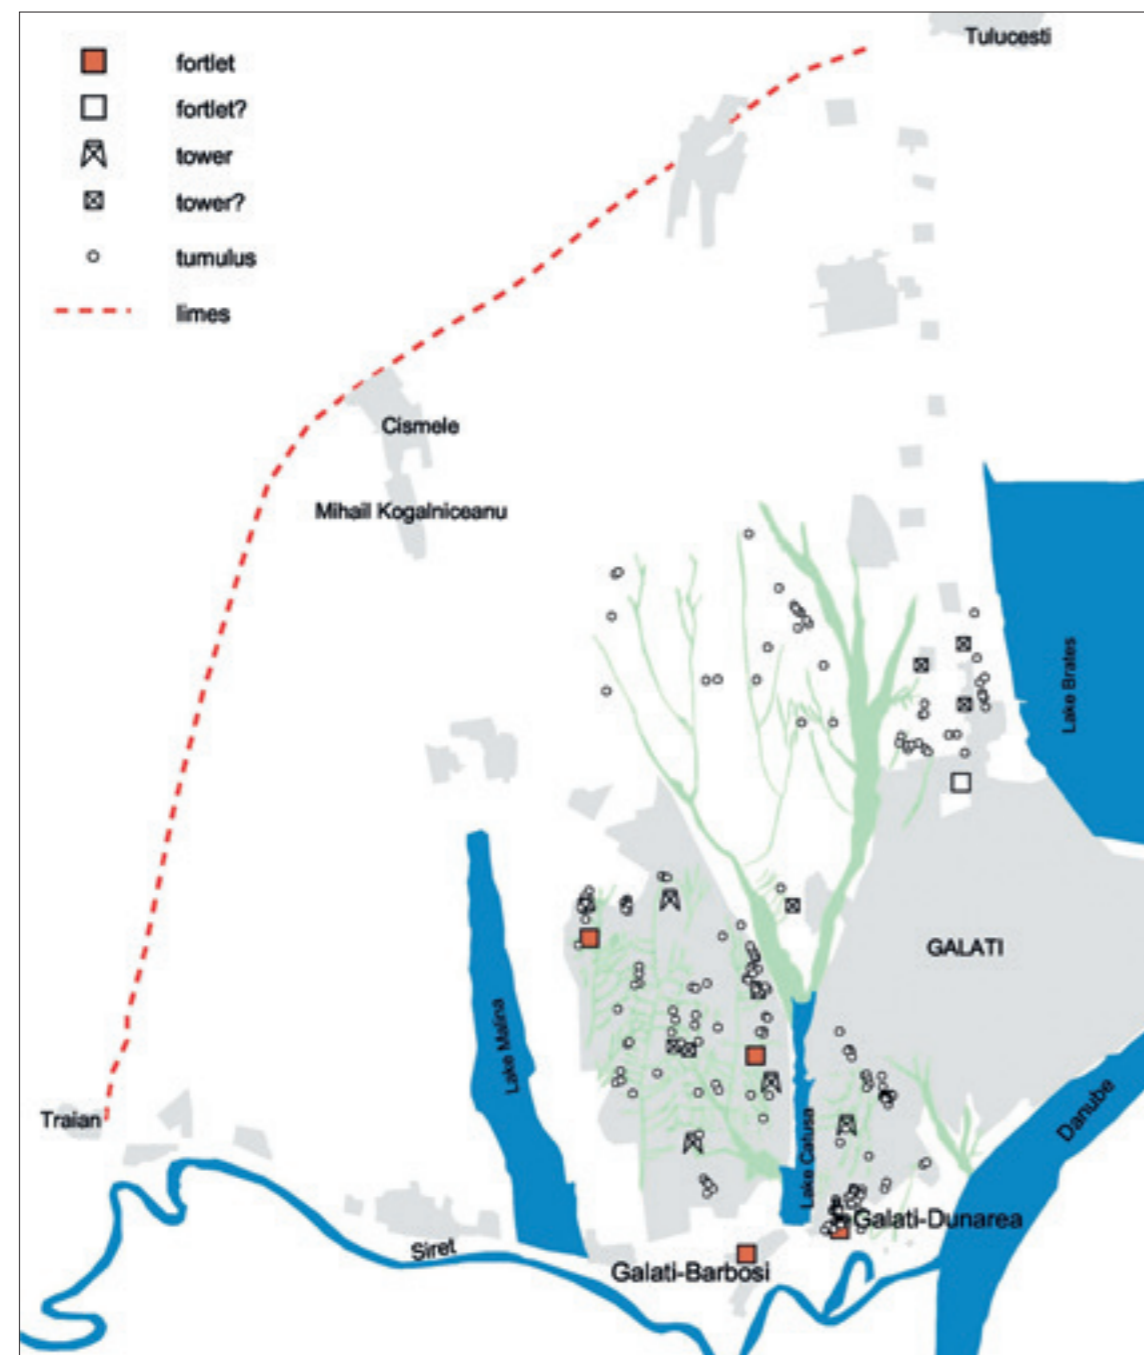 fortlet
fortlet?
tower
tower?
tumulus
limes
Tulucesti
Cismele
Mihail Kogalniceanu
Lake Brates
GALATI
Lake Malina
Traian
Danube
Lake Catusa
Galati-Dunarea
Siret
Galati-Barbosi